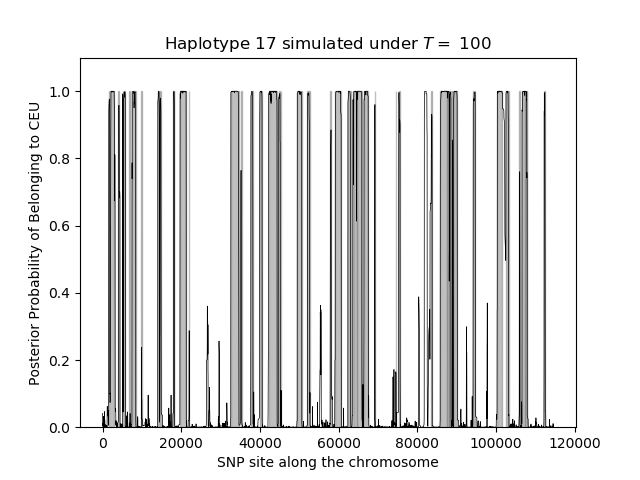 Haplotype 17 simulated under T = 100
Posterior Probability of Belonging to CEU
1.0
0.8
0.6
0.4
0.2
0.0
0 20000 40000 60000 80000 100000 120000
SNP site along the chromosome